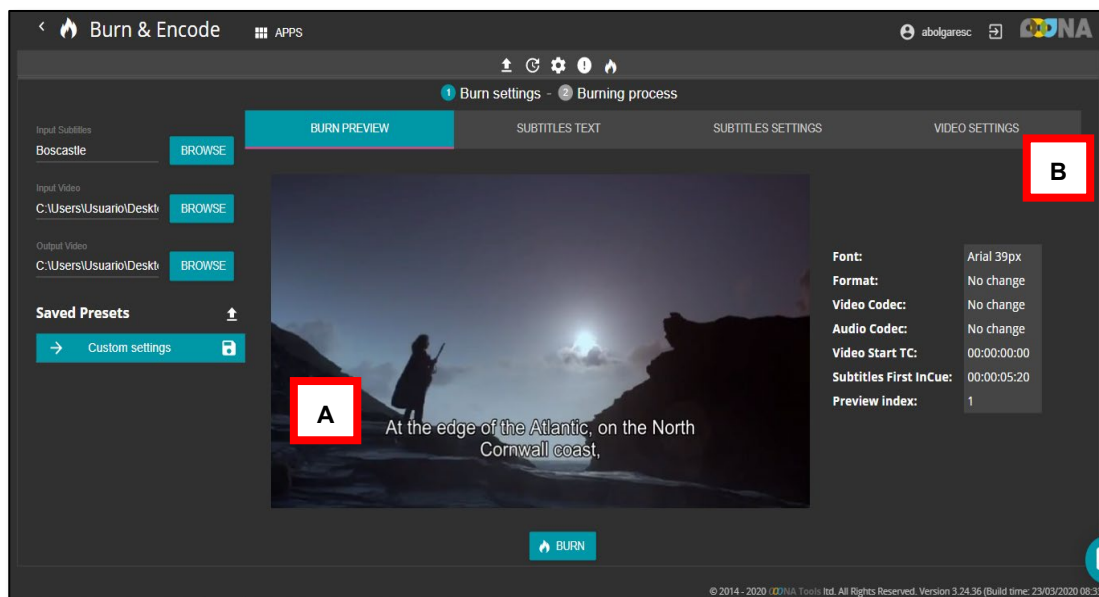 Burn & Encode
APPS
abolgaresc
OOONA
1 Burn settings - 2 Burning process
Input Subtitles
Boscastle
BROWSE
Input Video
C:\Users\Usuario\Deskt
BROWSE
Output Video
C:\Users\Usuario\Deskt
BROWSE
Saved Presets
Custom settings
BURN PREVIEW
SUBTITLES TEXT
SUBTITLES SETTINGS
VIDEO SETTINGS
B
A
At the edge of the Atlantic, on the North
Cornwall coast,
Font: Arial 39px
Format: No change
Video Codec: No change
Audio Codec: No change
Video Start TC: 00:00:00:00
Subtitles First InCue: 00:00:05:20
Preview index: 1
BURN
© 2014 - 2020 OOONA Tools ltd. All Rights Reserved. Version 3.24.36 (Build time: 23/03/2020 08:3